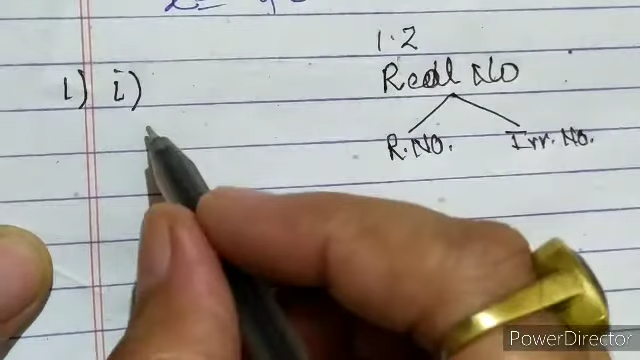 1.2
Real No
1) i)
R.No. Irr. No.
PowerDirector